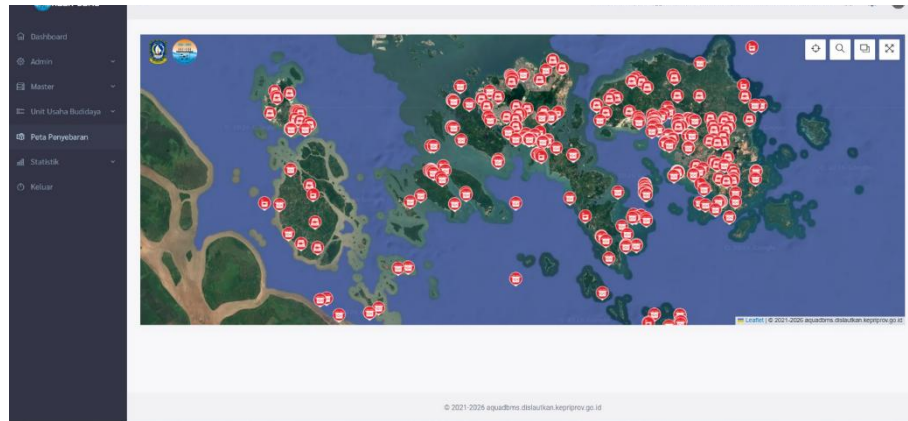 Dashboard
Admin
Master
Unit Usaha Budidaya
Peta Penyebaran
Statistik
Keluar
Leaflet | © 2021-2026 aquadbms.dislautkan.kepriprov.go.id
© 2021-2026 aquadbms.dislautkan.kepriprov.go.id